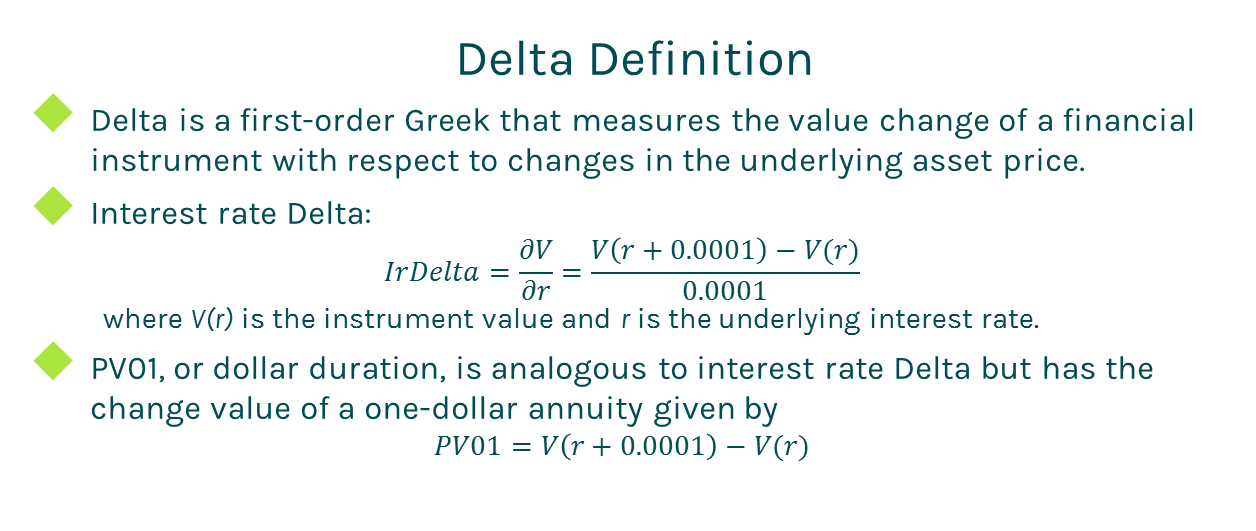 Delta Definition
Delta is a first-order Greek that measures the value change of a financial
instrument with respect to changes in the underlying asset price.
Interest rate Delta:
IrDelta = ∂V/∂r = (V(r + 0.0001) − V(r))/0.0001
where V(r) is the instrument value and r is the underlying interest rate.
PV01, or dollar duration, is analogous to interest rate Delta but has the
change value of a one-dollar annuity given by
PV01 = V(r + 0.0001) − V(r)